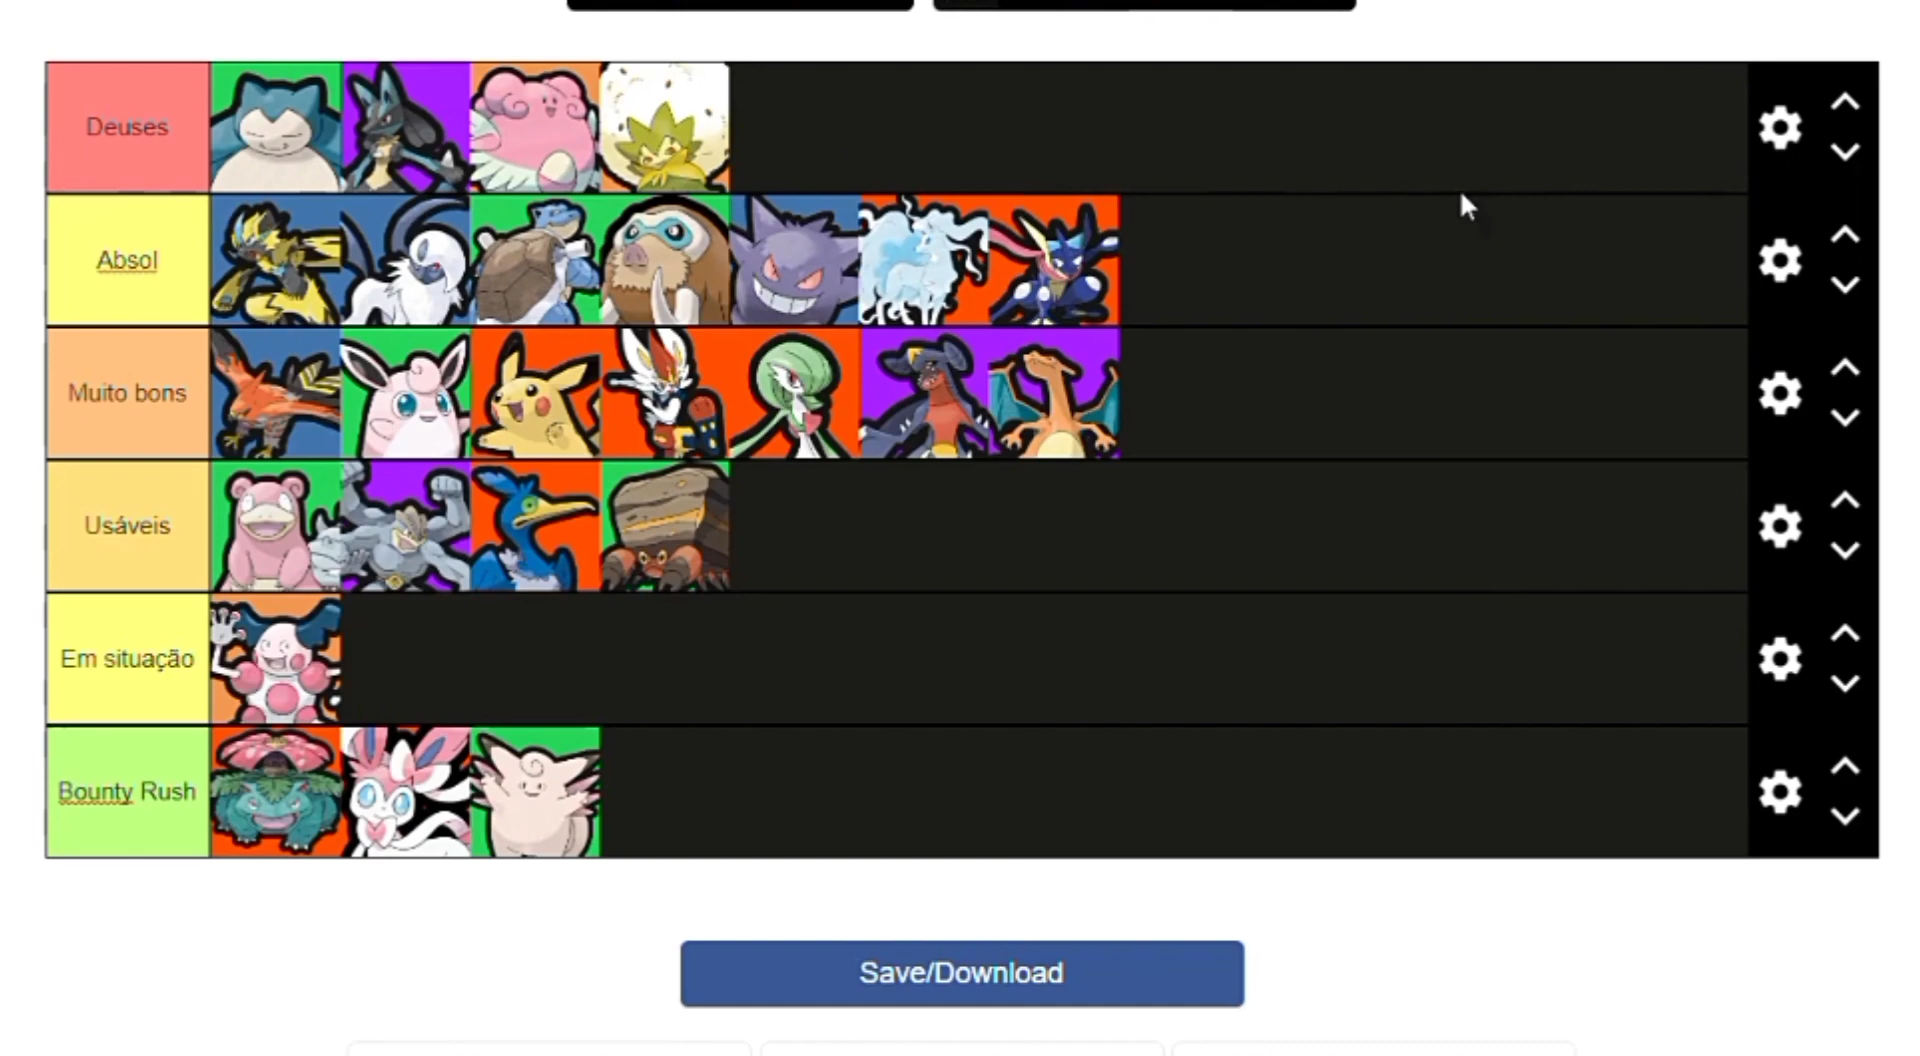 Deuses
Absol
Muito bons
Usáveis
Em situação
Bounty Rush
Save/Download